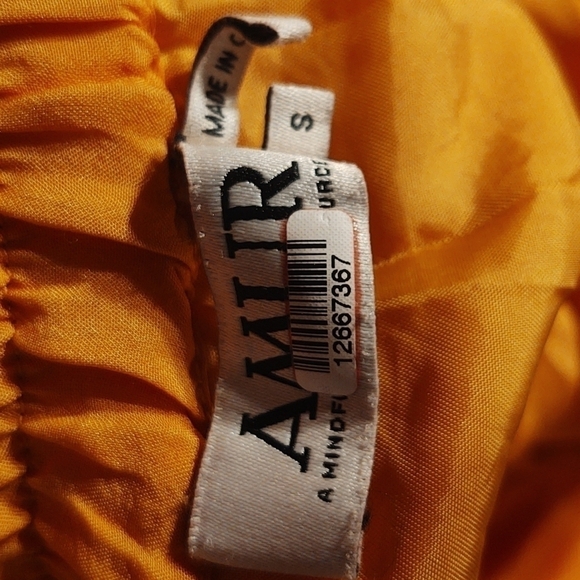 MADE IN C
S
AMUR
A MINDF URC
12667367